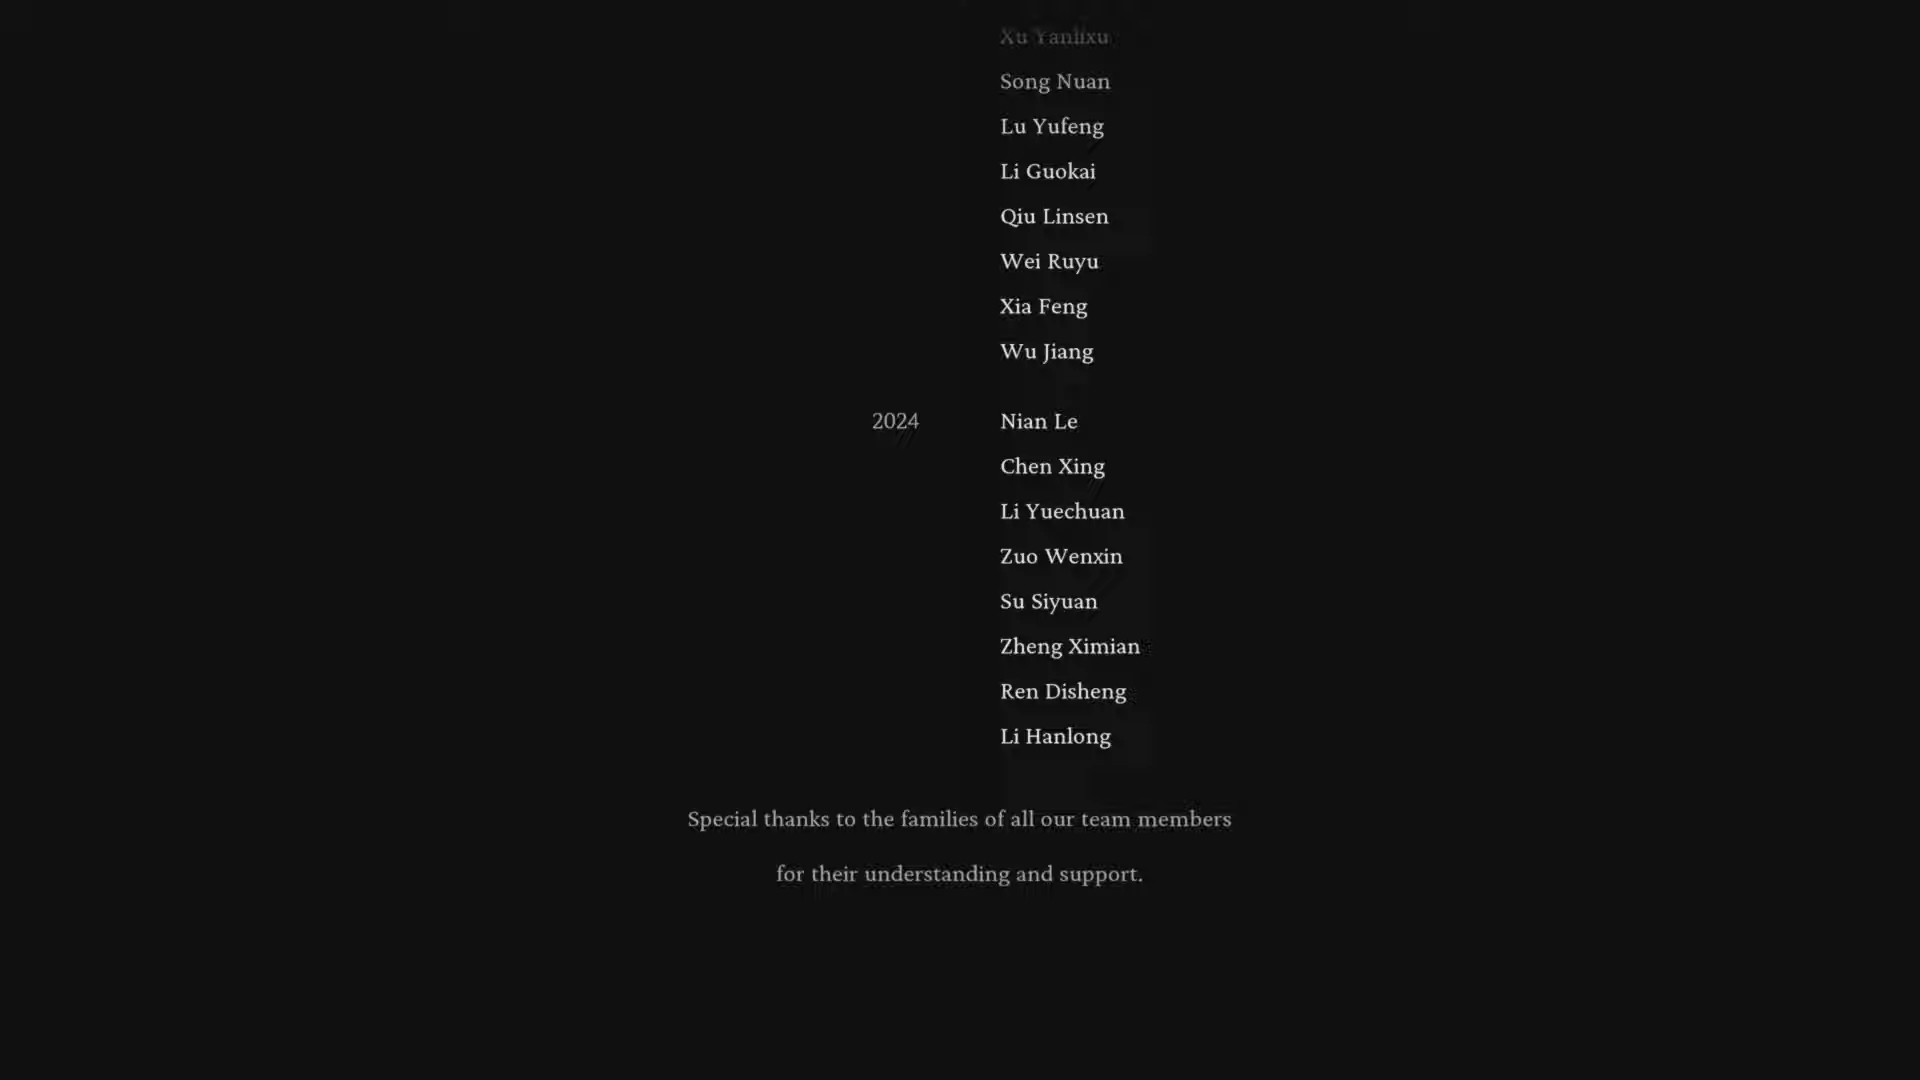 Xu Yanlixu
Song Nuan
Lu Yufeng
Li Guokai
Qiu Linsen
Wei Ruyu
Xia Feng
Wu Jiang
2024 Nian Le
Chen Xing
Li Yuechuan
Zuo Wenxin
Su Siyuan
Zheng Ximian
Ren Disheng
Li Hanlong
Special thanks to the families of all our team members
for their understanding and support.